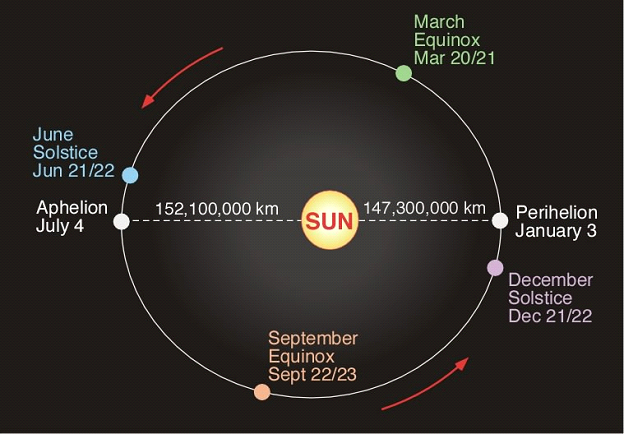 March
Equinox
Mar 20/21
June
Solstice
Jun 21/22
Aphelion
July 4
152,100,000 km
SUN
147,300,000 km
Perihelion
January 3
December
Solstice
Dec 21/22
September
Equinox
Sept 22/23